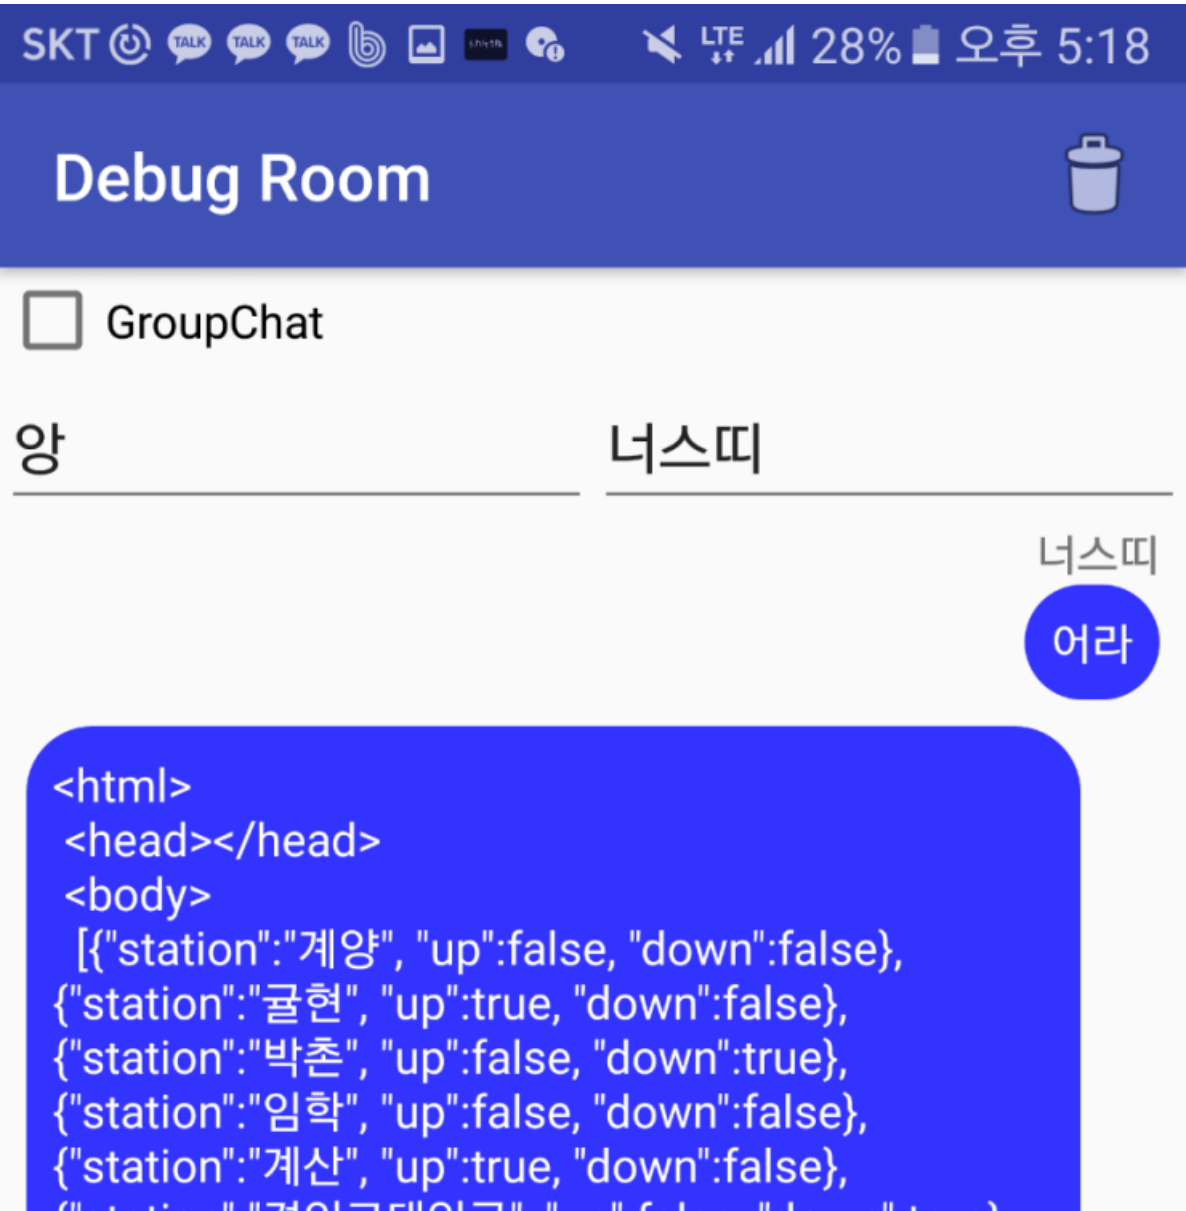 SKT TALK TALK TALK LTE 28% 오후 5:18
Debug Room
GroupChat
앙 너스띠
너스띠
어라
<html>
<head></head>
<body>
[{"station":"계양", "up":false, "down":false},
{"station":"귤현", "up":true, "down":false},
{"station":"박촌", "up":false, "down":true},
{"station":"임학", "up":false, "down":false},
{"station":"계산", "up":true, "down":false},